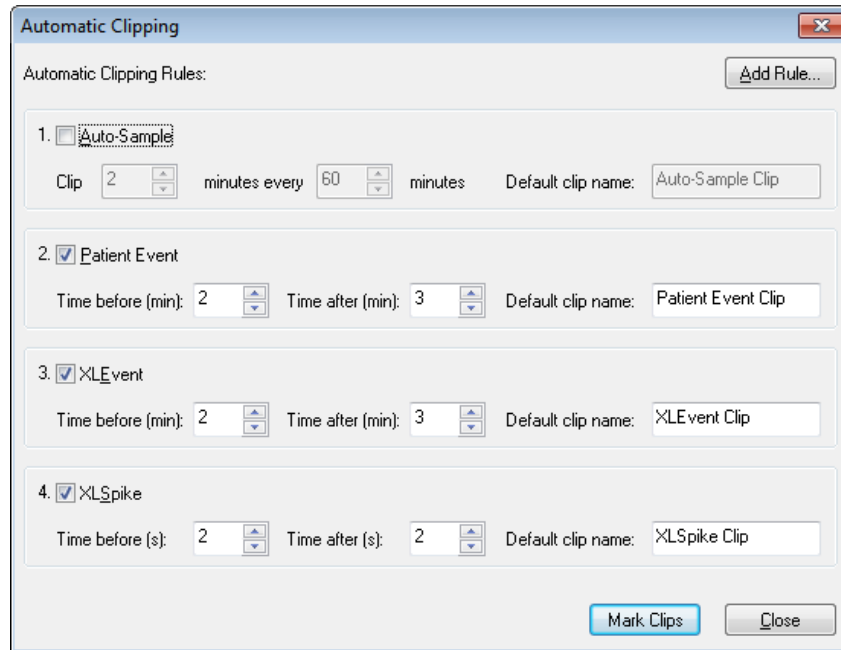 Automatic Clipping
Automatic Clipping Rules: Add Rule...
1. Auto-Sample
Clip 2 minutes every 60 minutes Default clip name: Auto-Sample Clip
2. Patient Event
Time before (min): 2 Time after (min): 3 Default clip name: Patient Event Clip
3. XLEvent
Time before (min): 2 Time after (min): 3 Default clip name: XLEvent Clip
4. XLSpike
Time before (s): 2 Time after (s): 2 Default clip name: XLSpike Clip
Mark Clips Close